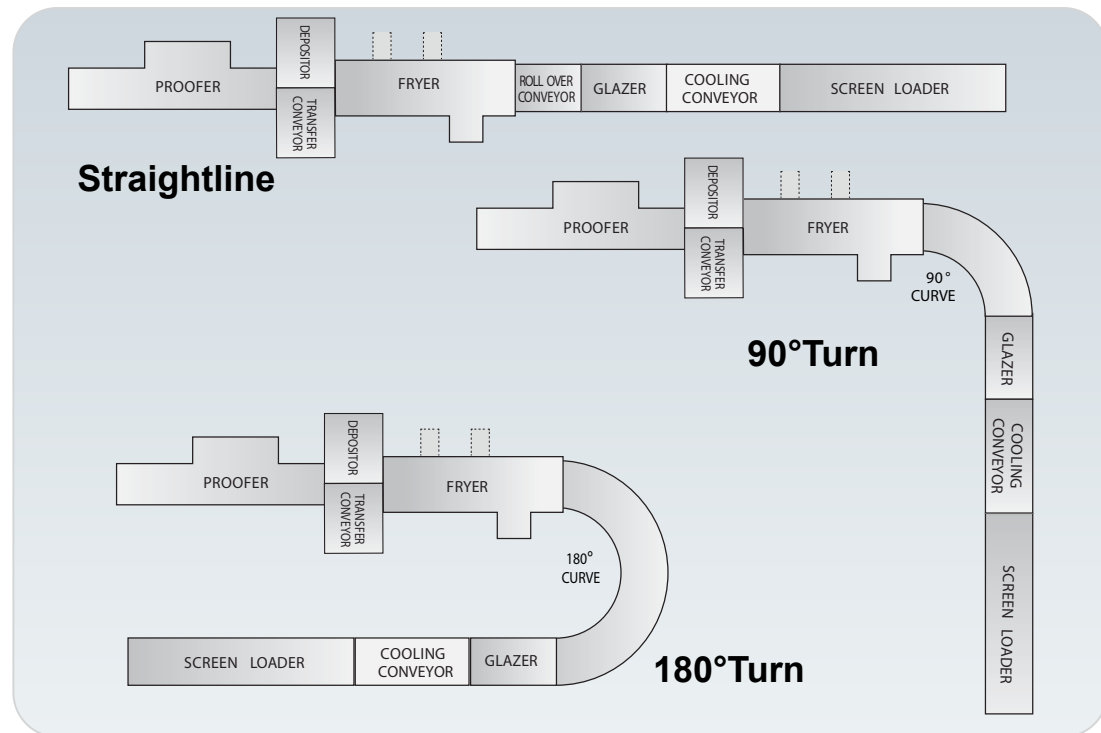 PROOFER
DEPOSITOR
TRANSFER
CONVEYOR
FRYER
ROLL OVER
CONVEYOR
GLAZER
COOLING
CONVEYOR
SCREEN LOADER
Straightline
PROOFER
DEPOSITOR
TRANSFER
CONVEYOR
FRYER
90°
CURVE
GLAZER
COOLING
CONVEYOR
SCREEN LOADER
90°Turn
PROOFER
DEPOSITOR
TRANSFER
CONVEYOR
FRYER
180°
CURVE
SCREEN LOADER
COOLING
CONVEYOR
GLAZER
180°Turn